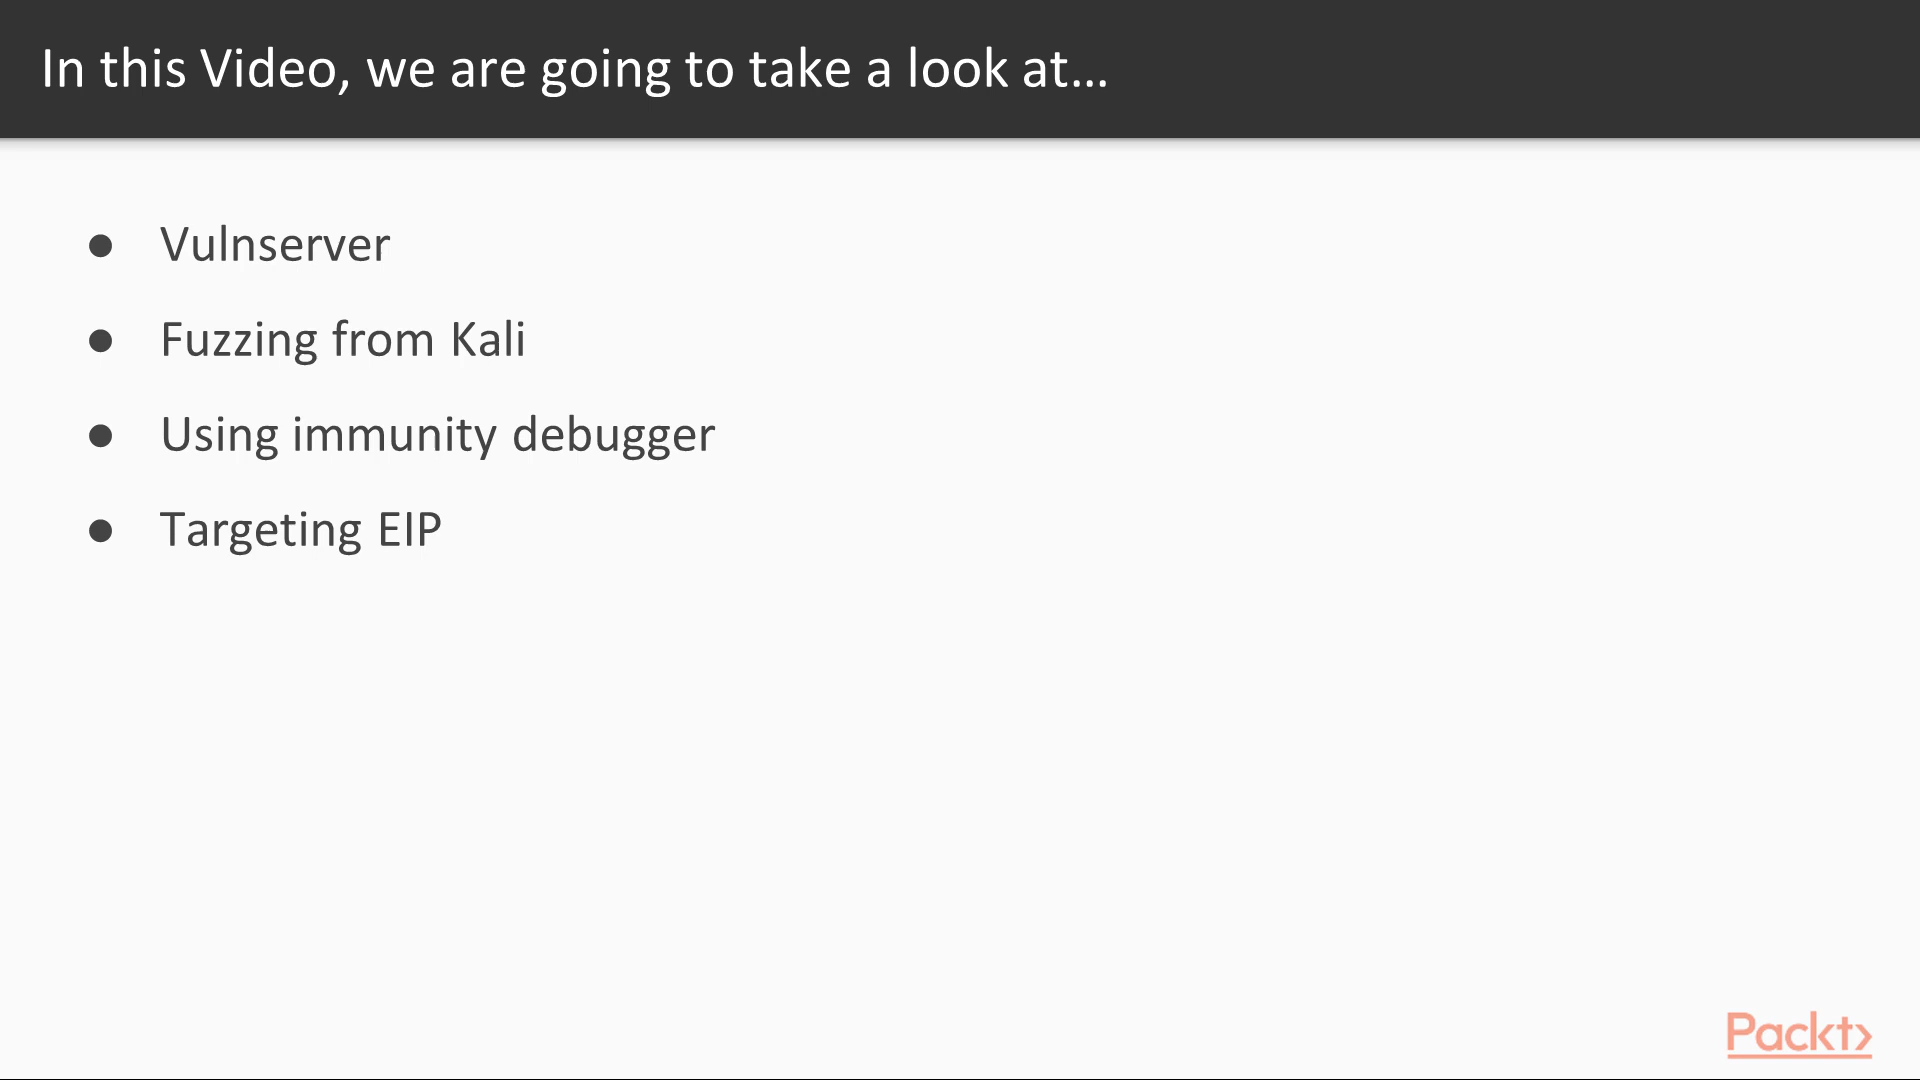 In this Video, we are going to take a look at...
● Vulnserver
● Fuzzing from Kali
● Using immunity debugger
● Targeting EIP
Packt>